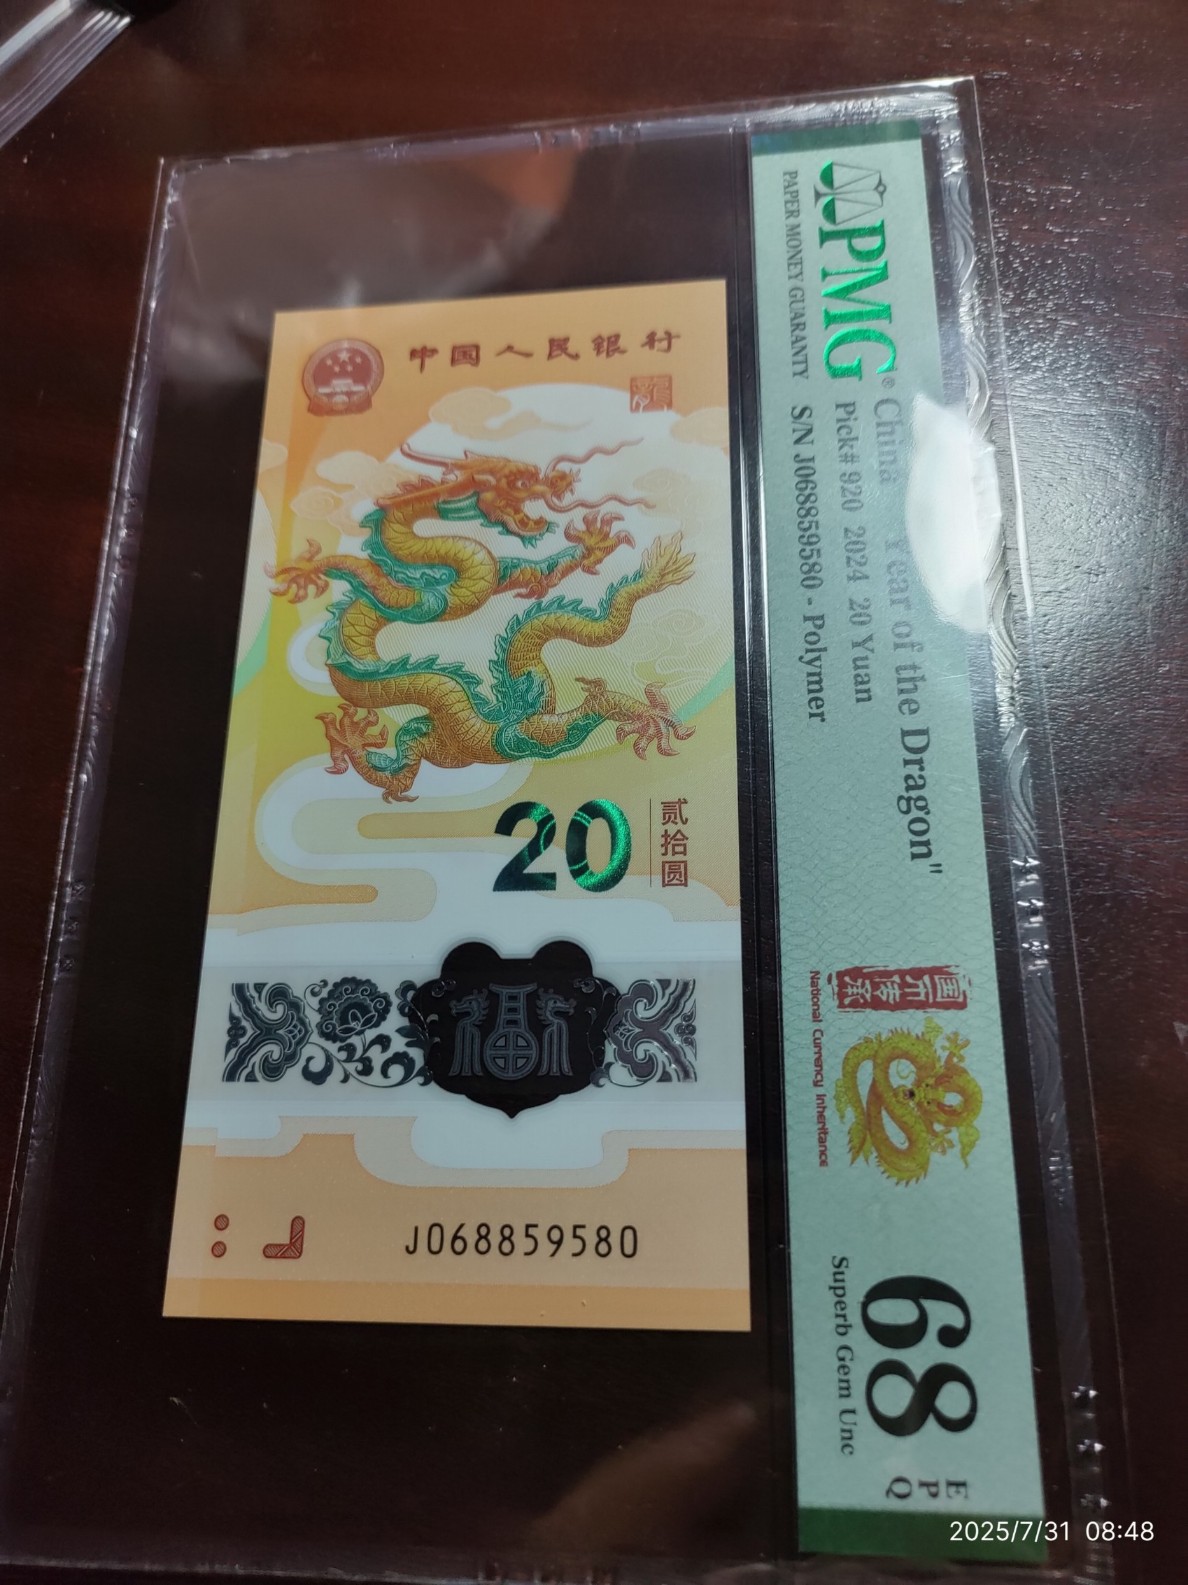 中国人民银行
20
贰拾圆
福
J068859580
PMG®
PAPER MONEY GUARANTY
China "Year of the Dragon"
Pick# 920 2024 20 Yuan
S/N J068859580 - Polymer
国币
传承
National Currency Inheritance
68
Superb Gem Unc
E
P
Q
2025/7/31 08:48